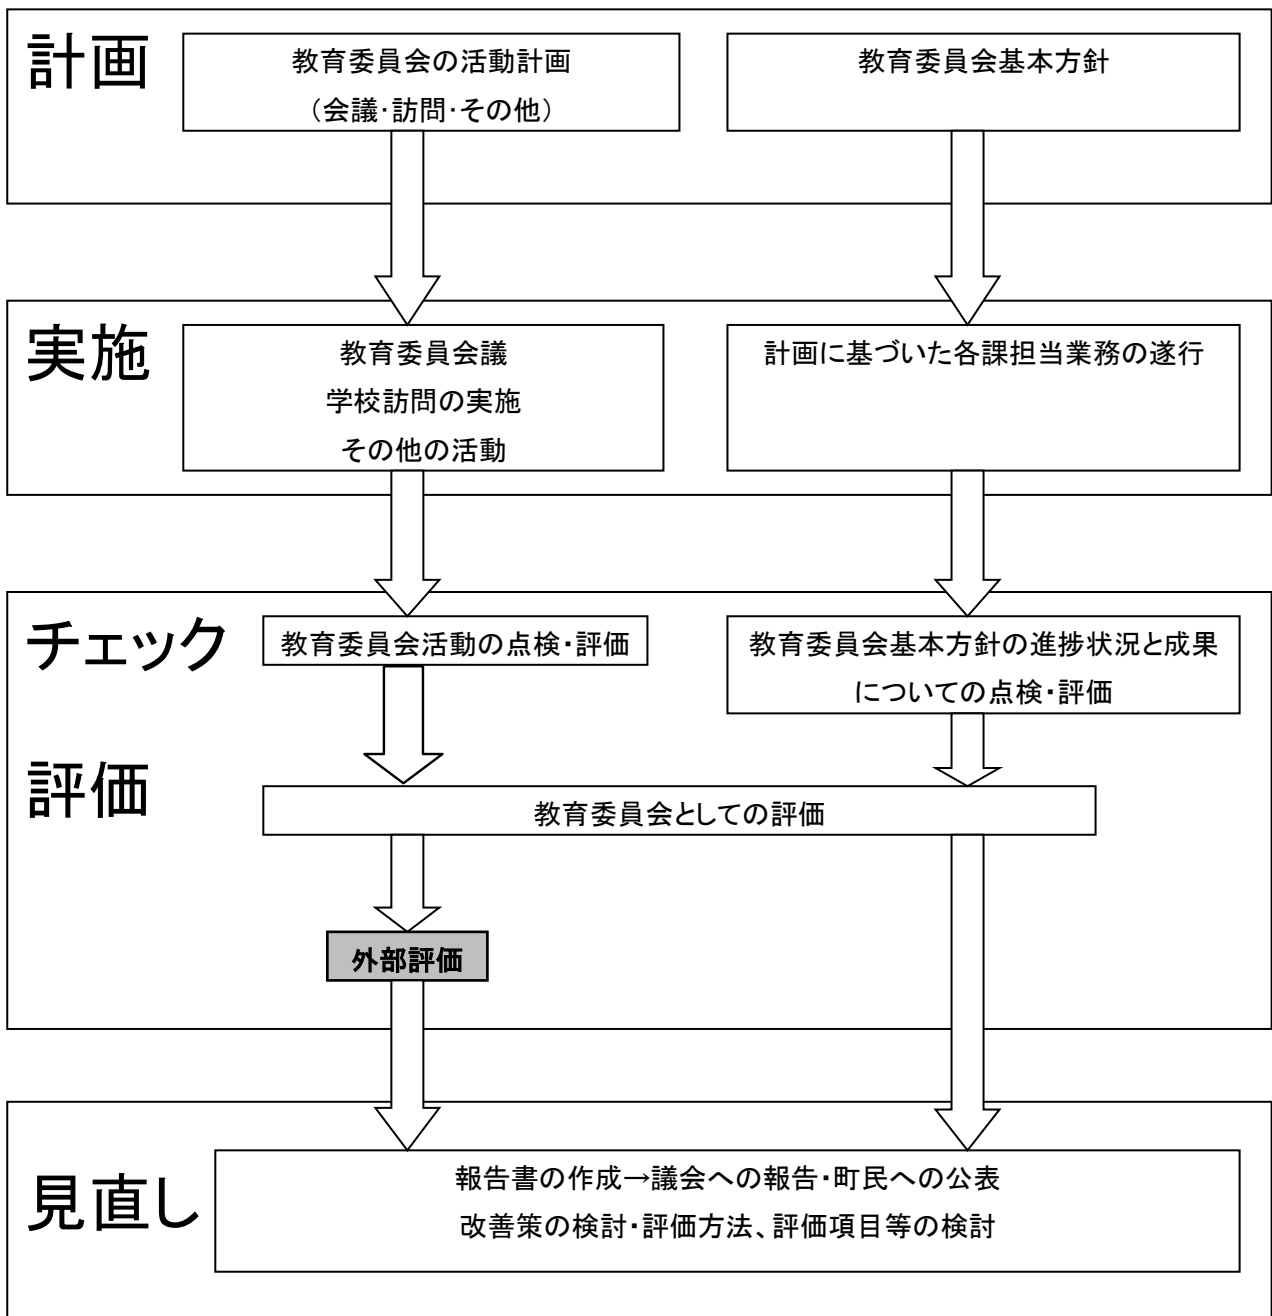 計画
教育委員会の活動計画
（会議・訪問・その他）
教育委員会基本方針
実施
教育委員会議
学校訪問の実施
その他の活動
計画に基づいた各課担当業務の遂行
チェック
教育委員会活動の点検・評価
教育委員会基本方針の進捗状況と成果
についての点検・評価
評価
教育委員会としての評価
外部評価
見直し
報告書の作成→議会への報告・町民への公表
改善策の検討・評価方法、評価項目等の検討